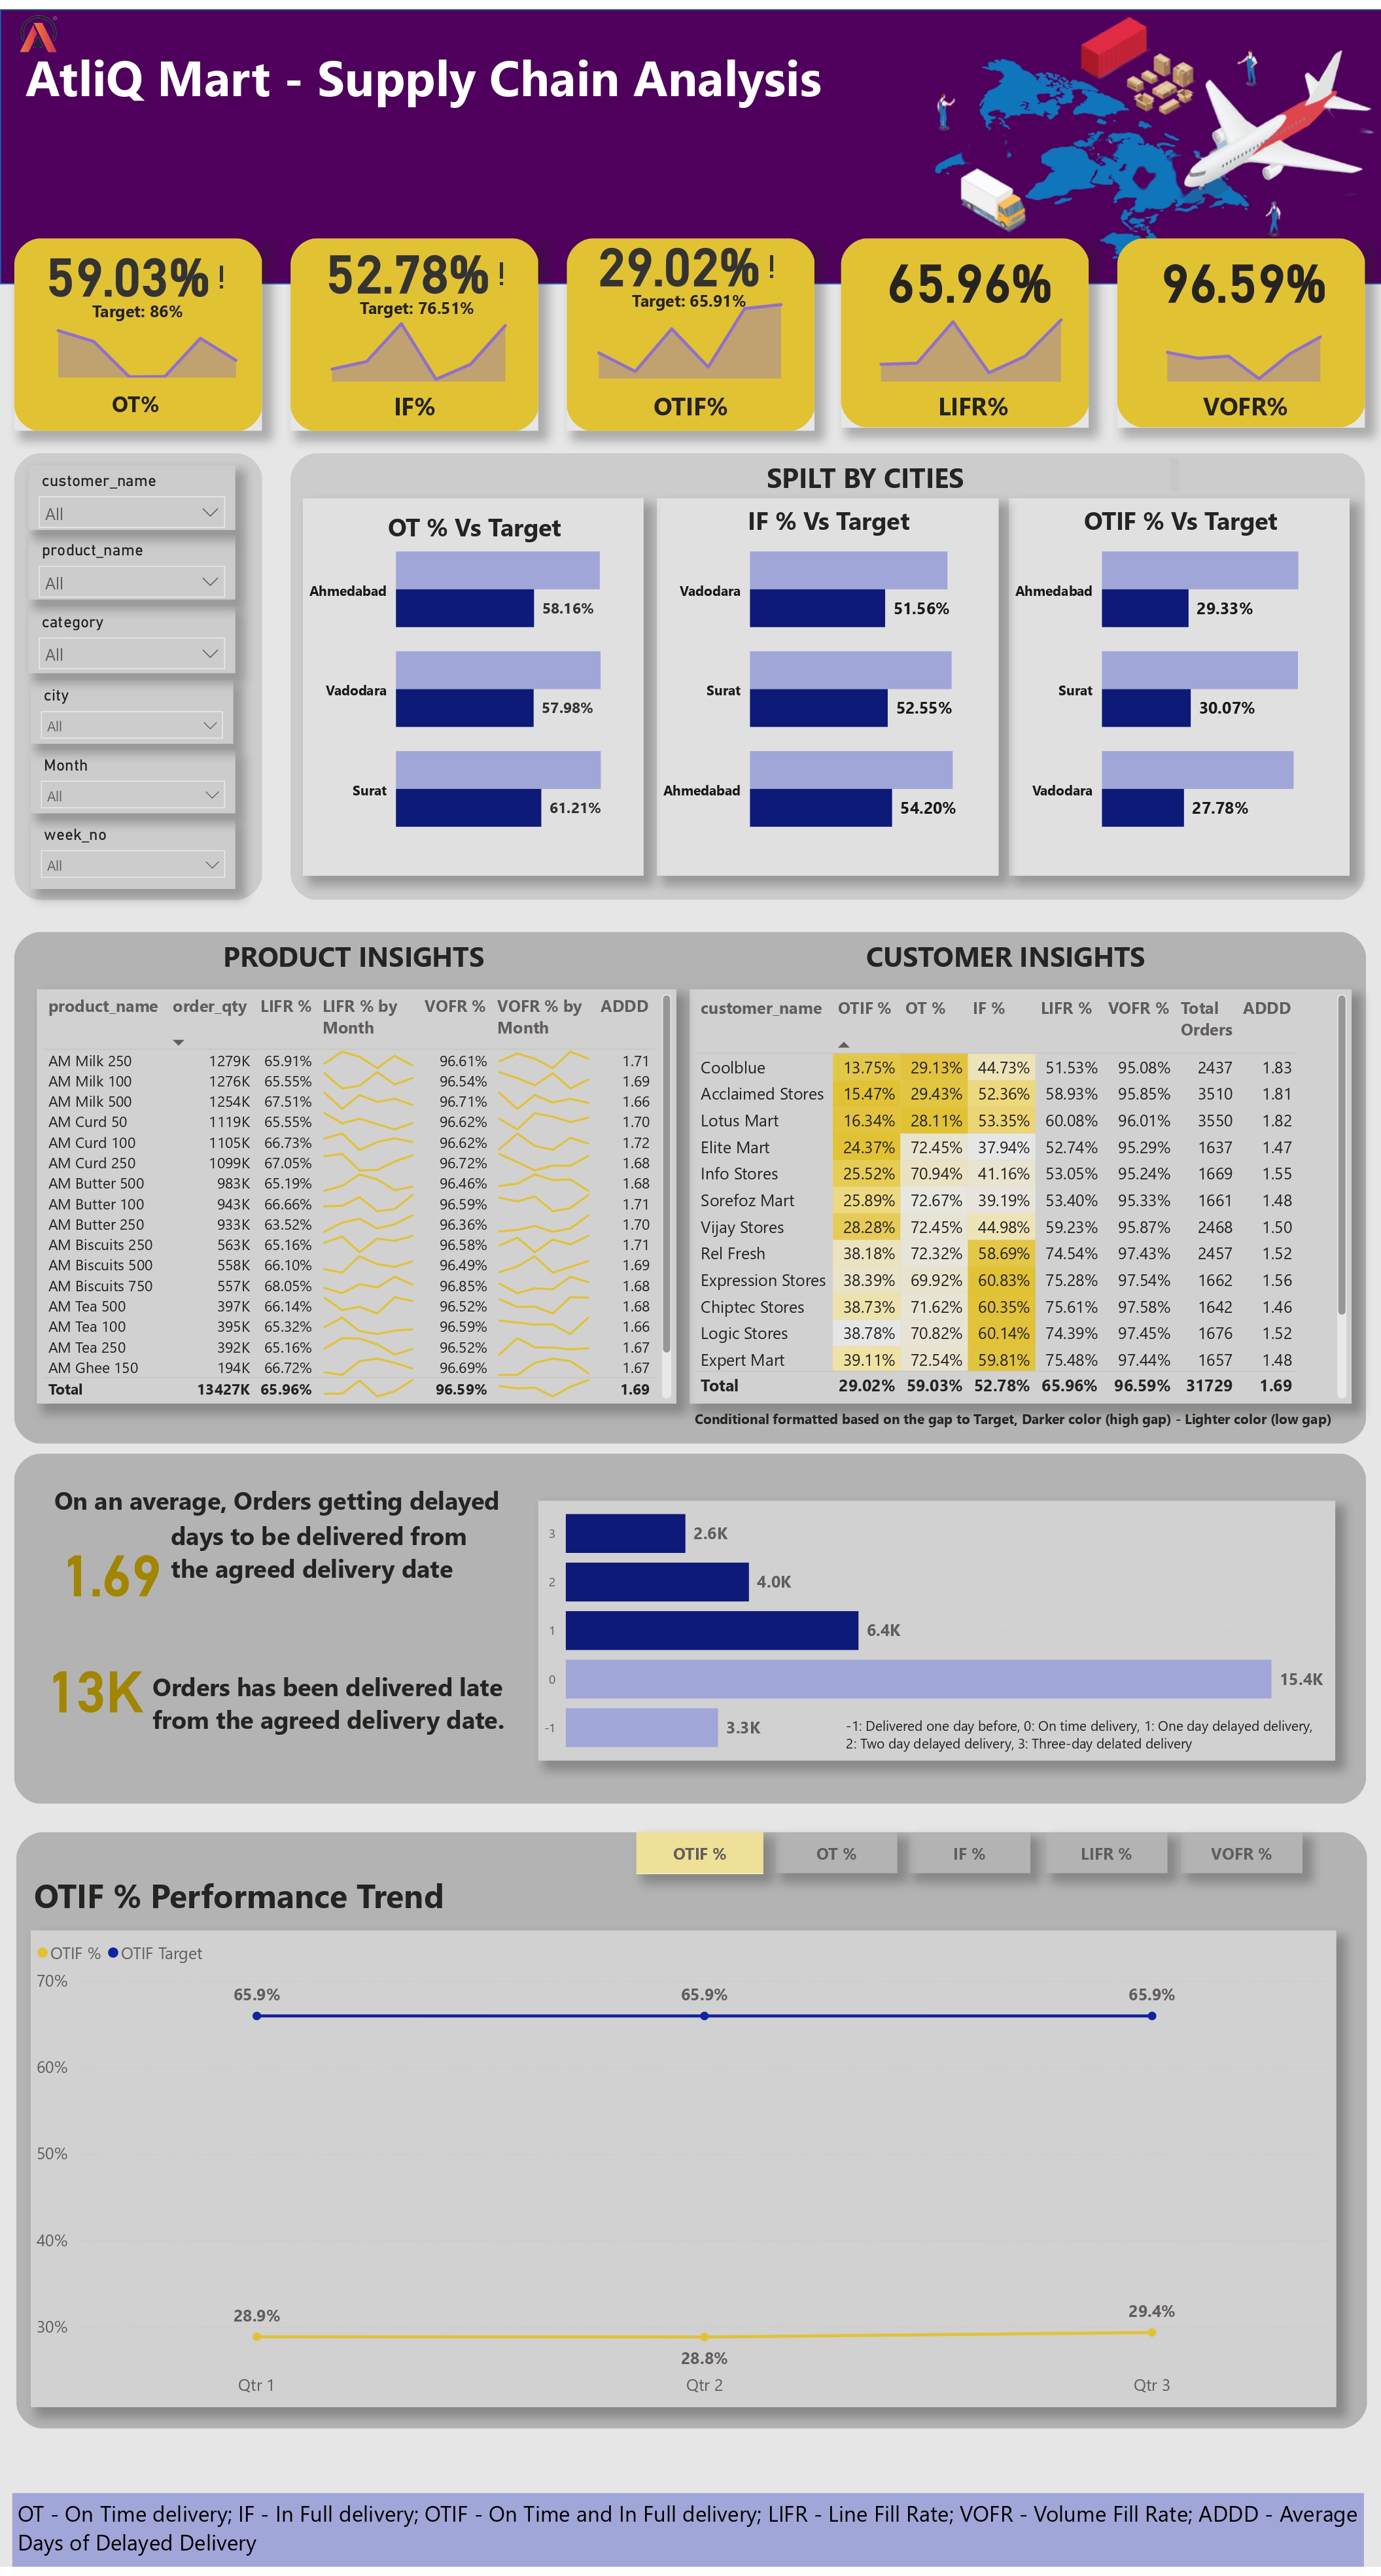 AtliQ Mart - Supply Chain Analysis
59.03% !
Target: 86%
OT%
52.78% !
Target: 76.51%
IF%
29.02% !
Target: 65.91%
OTIF%
65.96%
LIFR%
96.59%
VOFR%
customer_name
All
product_name
All
category
All
city
All
Month
All
week_no
All
SPILT BY CITIES
OT % Vs Target
Ahmedabad
58.16%
Vadodara
57.98%
Surat
61.21%
IF % Vs Target
Vadodara
51.56%
Surat
52.55%
Ahmedabad
54.20%
OTIF % Vs Target
Ahmedabad
29.33%
Surat
30.07%
Vadodara
27.78%
PRODUCT INSIGHTS
product_name order_qty LIFR % LIFR % by VOFR % VOFR % by ADDD
Month Month
AM Milk 250 1279K 65.91% 96.61% 1.71
AM Milk 100 1276K 65.55% 96.54% 1.69
AM Milk 500 1254K 67.51% 96.71% 1.66
AM Curd 50 1119K 65.55% 96.62% 1.70
AM Curd 100 1105K 66.73% 96.62% 1.72
AM Curd 250 1099K 67.05% 96.72% 1.68
AM Butter 500 983K 65.19% 96.46% 1.68
AM Butter 100 943K 66.66% 96.59% 1.71
AM Butter 250 933K 63.52% 96.36% 1.70
AM Biscuits 250 563K 65.16% 96.58% 1.71
AM Biscuits 500 558K 66.10% 96.49% 1.69
AM Biscuits 750 557K 68.05% 96.85% 1.68
AM Tea 500 397K 66.14% 96.52% 1.68
AM Tea 100 395K 65.32% 96.59% 1.66
AM Tea 250 392K 65.16% 96.52% 1.67
AM Ghee 150 194K 66.72% 96.69% 1.67
Total 13427K 65.96% 96.59% 1.69
CUSTOMER INSIGHTS
customer_name OTIF % OT % IF % LIFR % VOFR % Total ADDD
Orders
Coolblue 13.75% 29.13% 44.73% 51.53% 95.08% 2437 1.83
Acclaimed Stores 15.47% 29.43% 52.36% 58.93% 95.85% 3510 1.81
Lotus Mart 16.34% 28.11% 53.35% 60.08% 96.01% 3550 1.82
Elite Mart 24.37% 72.45% 37.94% 52.74% 95.29% 1637 1.47
Info Stores 25.52% 70.94% 41.16% 53.05% 95.24% 1669 1.55
Sorefoz Mart 25.89% 72.67% 39.19% 53.40% 95.33% 1661 1.48
Vijay Stores 28.28% 72.45% 44.98% 59.23% 95.87% 2468 1.50
Rel Fresh 38.18% 72.32% 58.69% 74.54% 97.43% 2457 1.52
Expression Stores 38.39% 69.92% 60.83% 75.28% 97.54% 1662 1.56
Chiptec Stores 38.73% 71.62% 60.35% 75.61% 97.58% 1642 1.46
Logic Stores 38.78% 70.82% 60.14% 74.39% 97.45% 1676 1.52
Expert Mart 39.11% 72.54% 59.81% 75.48% 97.44% 1657 1.48
Total 29.02% 59.03% 52.78% 65.96% 96.59% 31729 1.69
Conditional formatted based on the gap to Target, Darker color (high gap) - Lighter color (low gap)
On an average, Orders getting delayed
1.69 days to be delivered from
the agreed delivery date
13K Orders has been delivered late
from the agreed delivery date.
3 2.6K
2 4.0K
1 6.4K
0 15.4K
-1 3.3K
-1: Delivered one day before, 0: On time delivery, 1: One day delayed delivery,
2: Two day delayed delivery, 3: Three-day delated delivery
OTIF % OT % IF % LIFR % VOFR %
OTIF % Performance Trend
OTIF % OTIF Target
70%
65.9% 65.9% 65.9%
60%
50%
40%
30%
28.9% 28.8% 29.4%
Qtr 1 Qtr 2 Qtr 3
OT - On Time delivery; IF - In Full delivery; OTIF - On Time and In Full delivery; LIFR - Line Fill Rate; VOFR - Volume Fill Rate; ADDD - Average
Days of Delayed Delivery